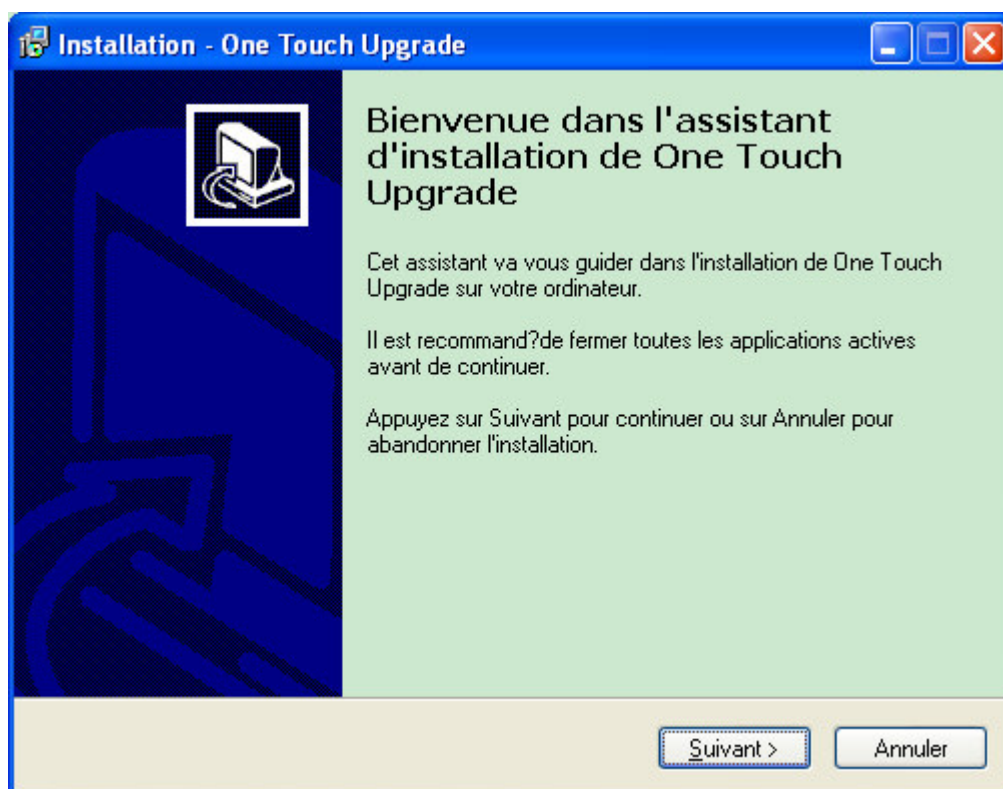 Installation - One Touch Upgrade
Bienvenue dans l'assistant
d'installation de One Touch
Upgrade
Cet assistant va vous guider dans l'installation de One Touch
Upgrade sur votre ordinateur.
Il est recommand?de fermer toutes les applications actives
avant de continuer.
Appuyez sur Suivant pour continuer ou sur Annuler pour
abandonner l'installation.
Suivant >
Annuler